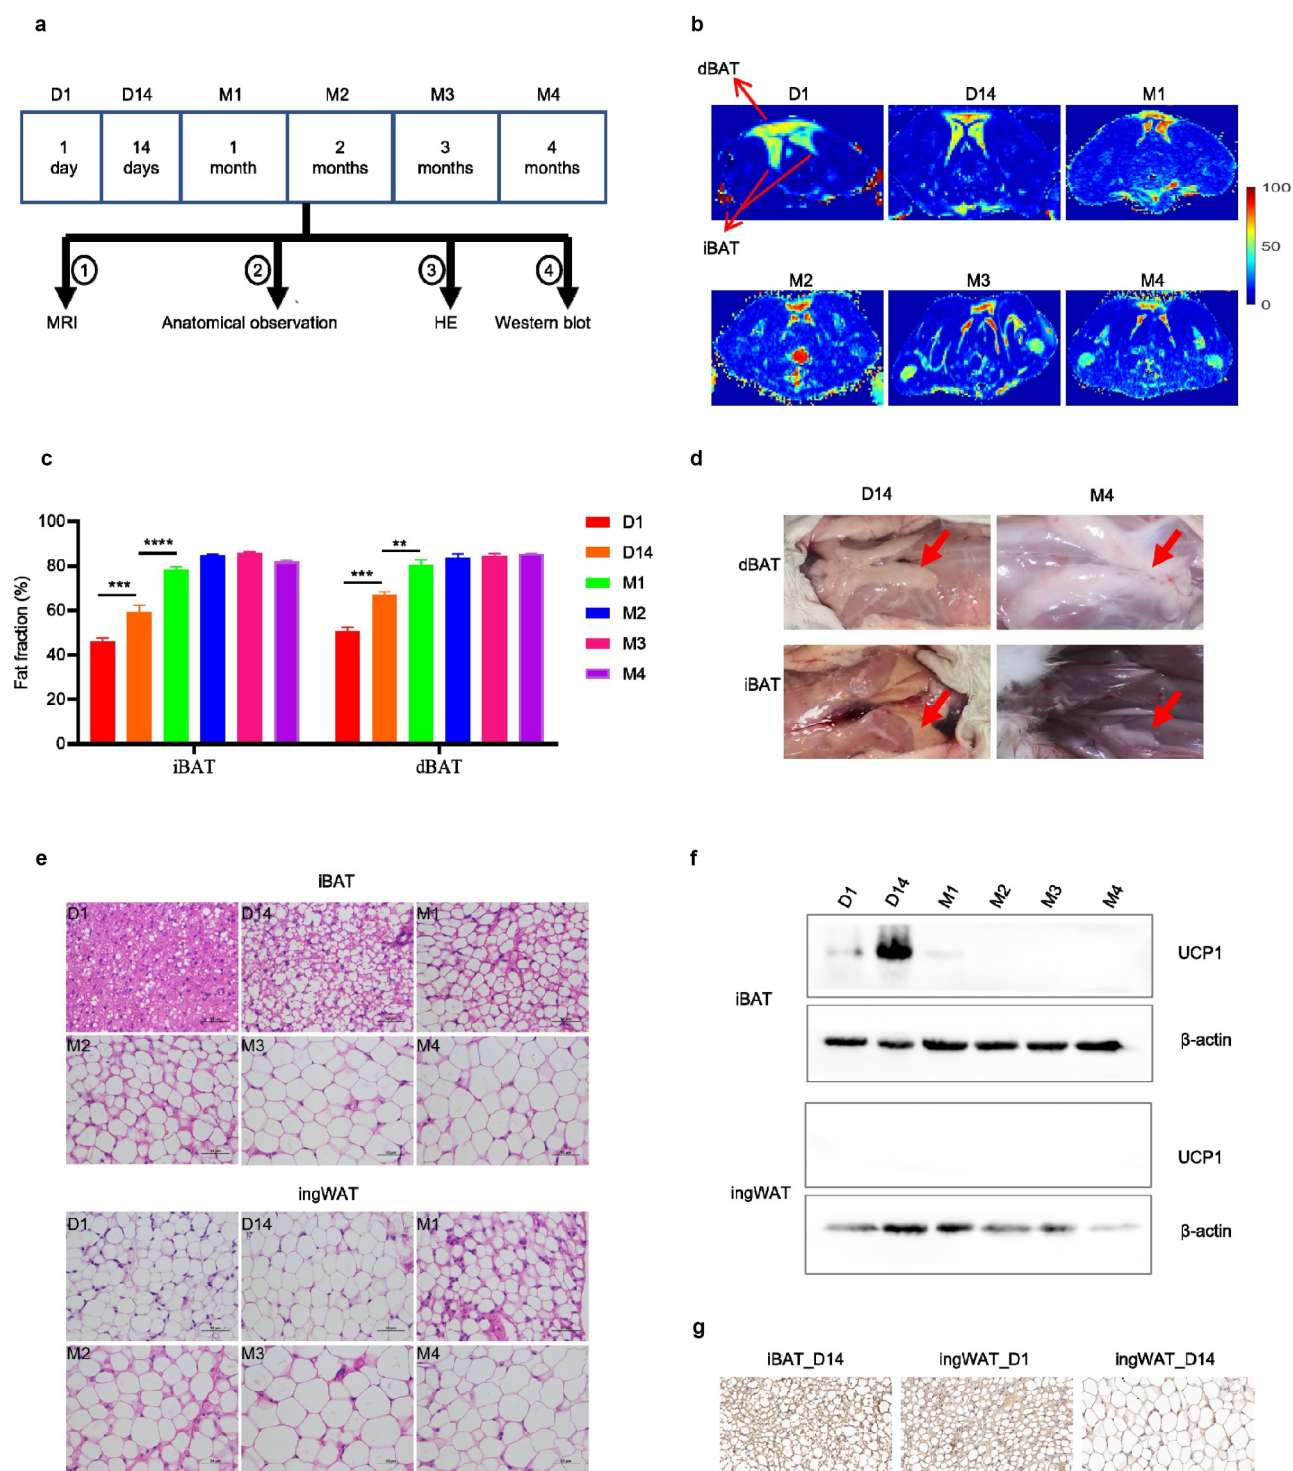 a
D1 D14 M1 M2 M3 M4
1 day
14 days
1 month
2 months
3 months
4 months
1 2 3 4
MRI Anatomical observation HE Western blot
b
dBAT
D1 D14 M1
iBAT
M2 M3 M4
100
50
0
c
Fat fraction (%)
100
80
60
40
20
0
*** **** *** **
iBAT dBAT
D1
D14
M1
M2
M3
M4
d
D14 M4
dBAT
iBAT
e
iBAT
D1 D14 M1
M2 M3 M4
ingWAT
D1 D14 M1
M2 M3 M4
f
D1 D14 M1 M2 M3 M4
UCP1
iBAT
β-actin
UCP1
ingWAT
β-actin
g
iBAT_D14 ingWAT_D1 ingWAT_D14